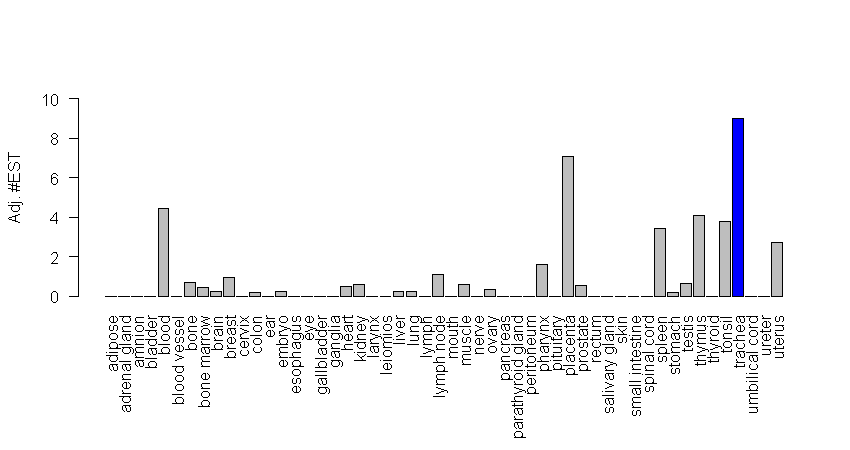 Adj. #EST
10
8
6
4
2
0
adipose
adrenal gland
amnion
bladder
blood
blood vessel
bone
bone marrow
brain
breast
cervix
colon
ear
embryo
esophagus
eye
gallbladder
ganglia
heart
kidney
larynx
leiomios
liver
lung
lymph
lymph node
mouth
muscle
nerve
ovary
pancreas
parathyroid gland
peritoneum
pharynx
pituitary
placenta
prostate
rectum
salivary gland
skin
small intestine
spinal cord
spleen
stomach
testis
thymus
thyroid
tonsil
trachea
umbilical cord
ureter
uterus